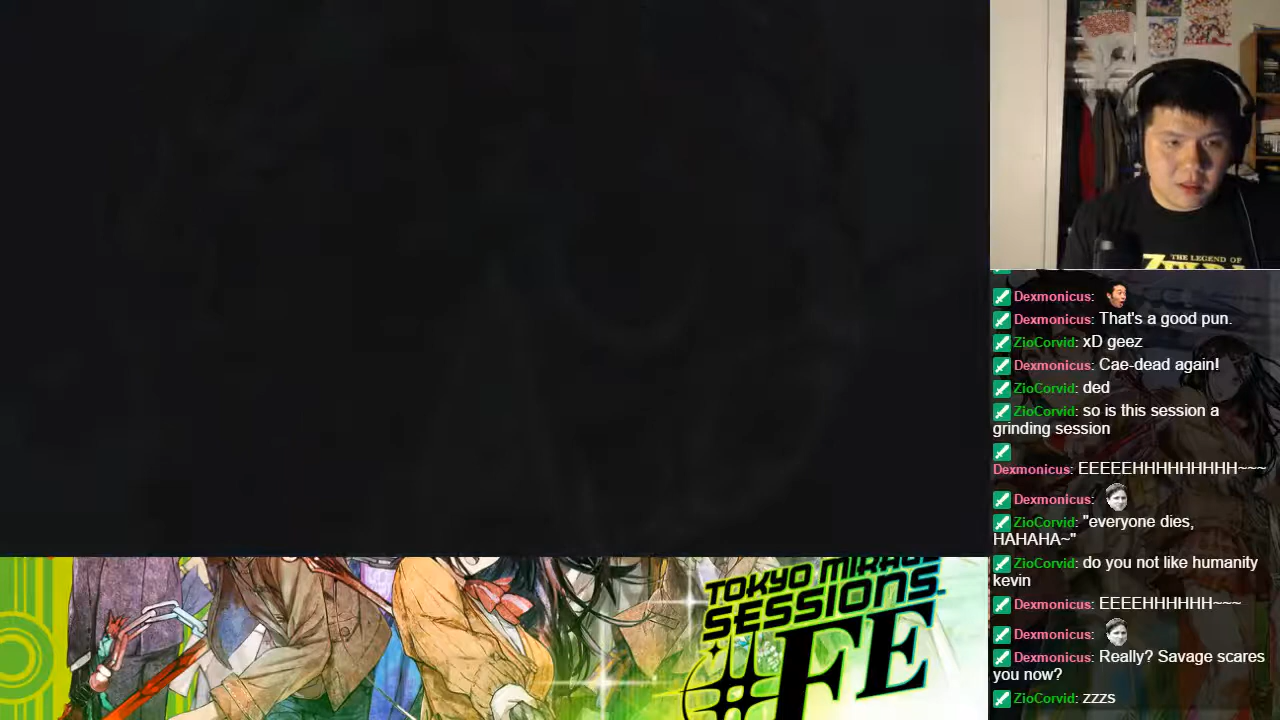 THE LEGEND OF
ZELDA
Dexmonicus:
Dexmonicus: That's a good pun.
ZioCorvid: xD geez
Dexmonicus: Cae-dead again!
ZioCorvid: ded
ZioCorvid: so is this session a
grinding session
Dexmonicus: EEEEEHHHHHHHHH~~~
Dexmonicus:
ZioCorvid: "everyone dies,
HAHAHA~"
ZioCorvid: do you not like humanity
kevin
Dexmonicus: EEEEHHHHHH~~~
Dexmonicus:
Dexmonicus: Really? Savage scares
you now?
ZioCorvid: zzzs
TOKYO MIRAGE
SESSIONS
#FE